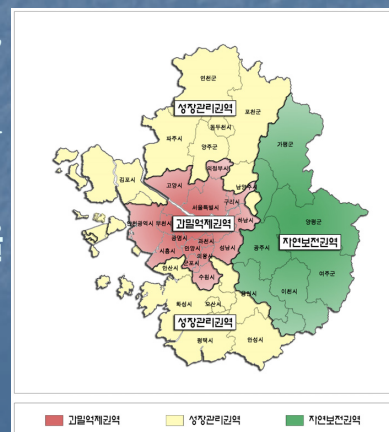 연천군
성장관리권역
포천군
동두천시
파주시
양주군
가평군
의정부시
김포시
고양시
남양주시
서울특별시
구리시
양평군
인천광역시 부천시
과밀억제권역
하남시
광명시
과천시
자연보전권역
시흥시
안양시
성남시
광주시
의왕시
군포시
여주군
안산시
수원시
용인시
이천시
화성시
오산시
성장관리권역
평택시
안성시
과밀억제권역
성장관리권역
자연보전권역